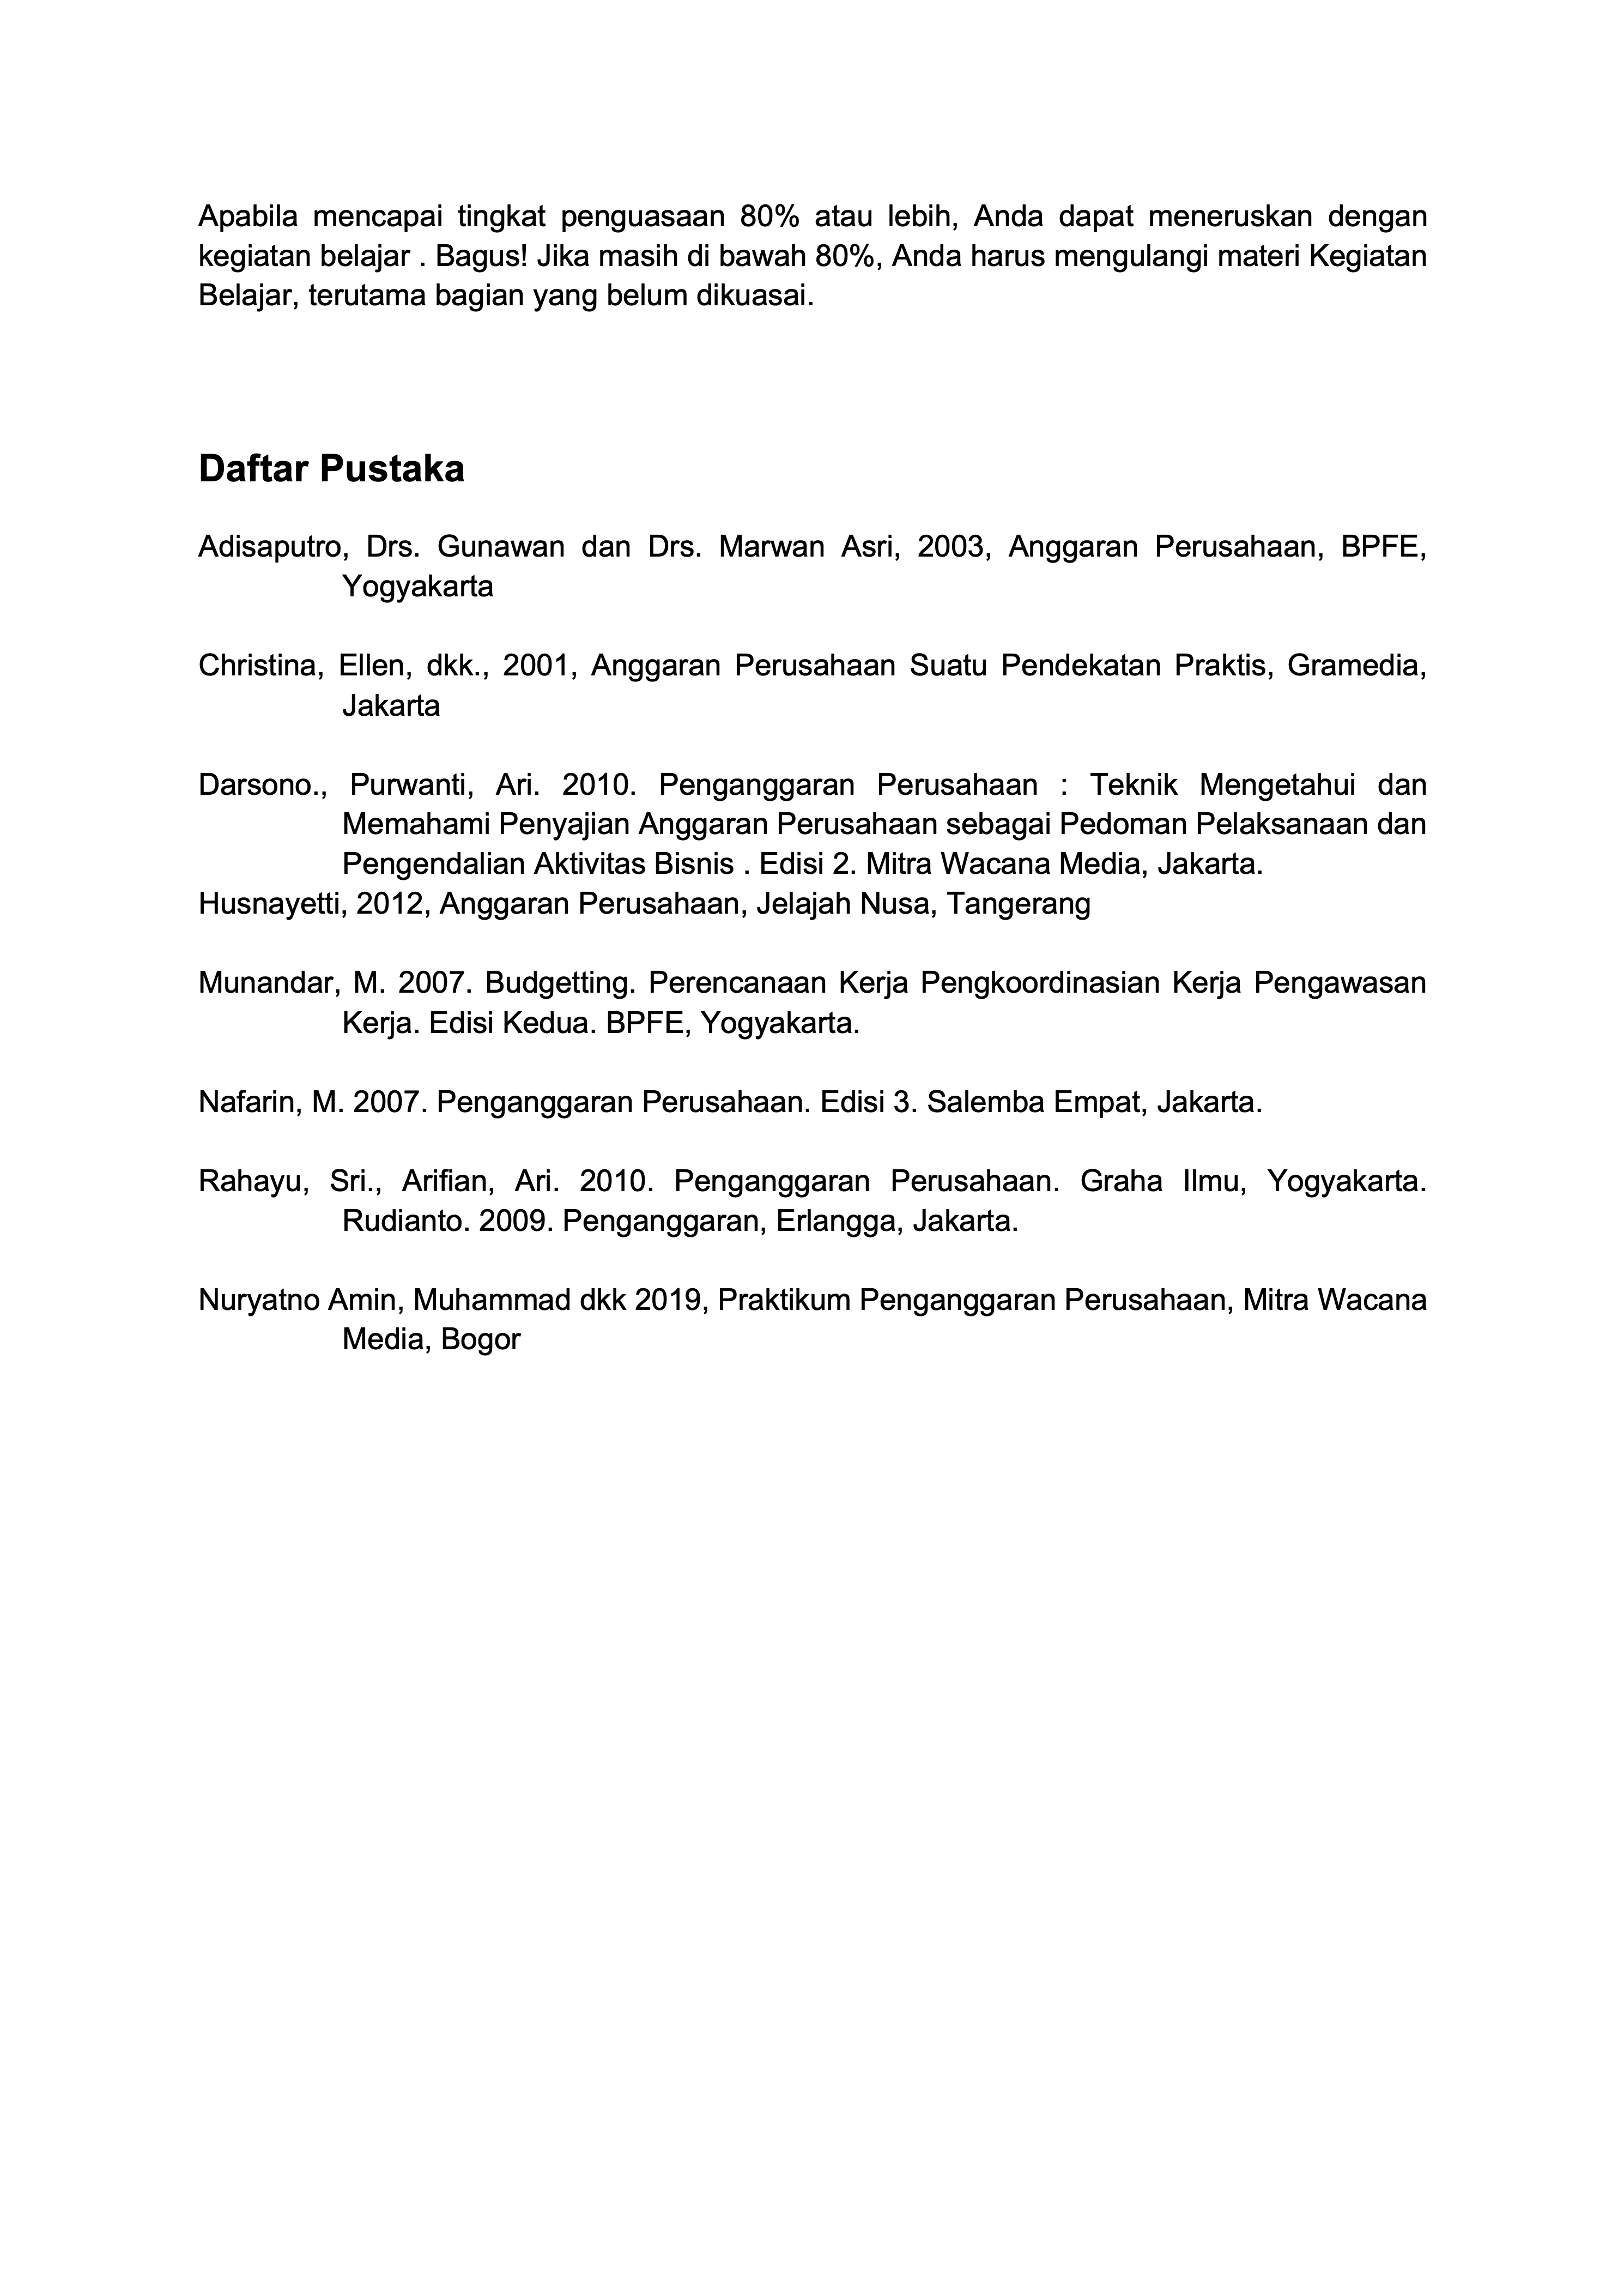 Apabila mencapai tingkat penguasaan 80% atau lebih, Anda dapat meneruskan dengan
kegiatan belajar . Bagus! Jika masih di bawah 80%, Anda harus mengulangi materi Kegiatan
Belajar, terutama bagian yang belum dikuasai.
Daftar Pustaka
Adisaputro, Drs. Gunawan dan Drs. Marwan Asri, 2003, Anggaran Perusahaan, BPFE,
Yogyakarta
Christina, Ellen, dkk., 2001, Anggaran Perusahaan Suatu Pendekatan Praktis, Gramedia,
Jakarta
Darsono., Purwanti, Ari. 2010. Penganggaran Perusahaan : Teknik Mengetahui dan
Memahami Penyajian Anggaran Perusahaan sebagai Pedoman Pelaksanaan dan
Pengendalian Aktivitas Bisnis . Edisi 2. Mitra Wacana Media, Jakarta.
Husnayetti, 2012, Anggaran Perusahaan, Jelajah Nusa, Tangerang
Munandar, M. 2007. Budgetting. Perencanaan Kerja Pengkoordinasian Kerja Pengawasan
Kerja. Edisi Kedua. BPFE, Yogyakarta.
Nafarin, M. 2007. Penganggaran Perusahaan. Edisi 3. Salemba Empat, Jakarta.
Rahayu, Sri., Arifian, Ari. 2010. Penganggaran Perusahaan. Graha Ilmu, Yogyakarta.
Rudianto. 2009. Penganggaran, Erlangga, Jakarta.
Nuryatno Amin, Muhammad dkk 2019, Praktikum Penganggaran Perusahaan, Mitra Wacana
Media, Bogor